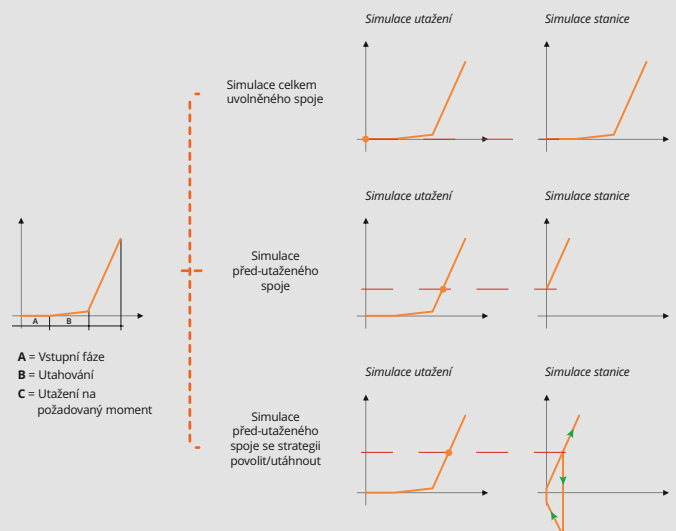 Simulace utažení
Simulace stanice
Simulace celkem
uvolněného spoje
Simulace utažení
Simulace stanice
Simulace
před-utaženého
spoje
A
B
A = Vstupní fáze
B = Utahování
C = Utažení na
požadovaný moment
Simulace utažení
Simulace stanice
Simulace
před-utaženého
spoje se strategii
povolit/utáhnout